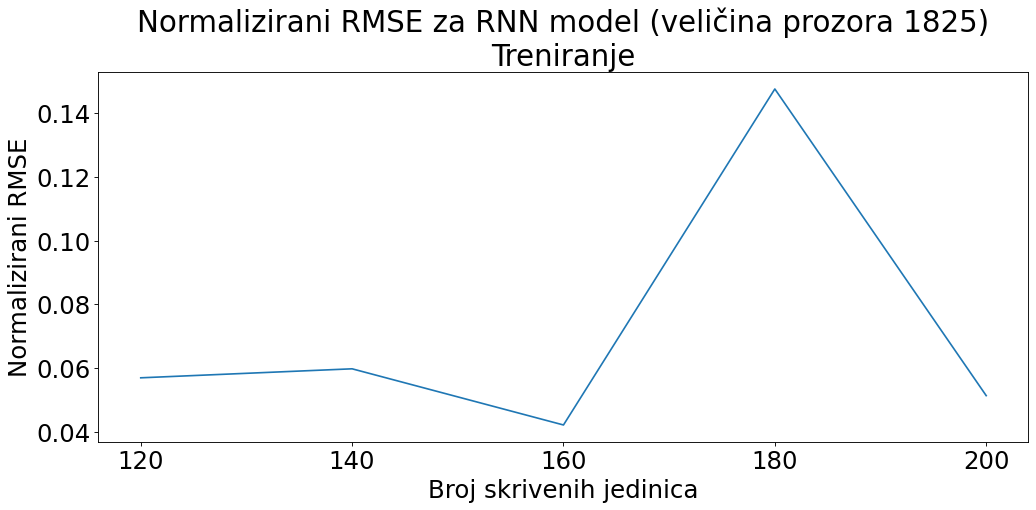 Normalizirani RMSE za RNN model (veličina prozora 1825)
Treniranje
Normalizirani RMSE
0.14
0.12
0.10
0.08
0.06
0.04
120 140 160 180 200
Broj skrivenih jedinica